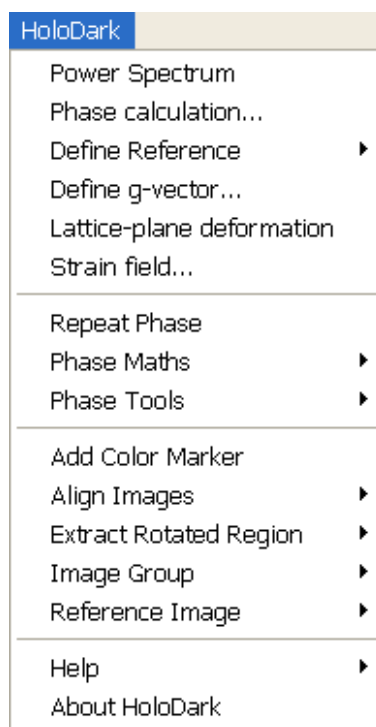 HoloDark
Power Spectrum
Phase calculation...
Define Reference
Define g-vector...
Lattice-plane deformation
Strain field...
Repeat Phase
Phase Maths
Phase Tools
Add Color Marker
Align Images
Extract Rotated Region
Image Group
Reference Image
Help
About HoloDark